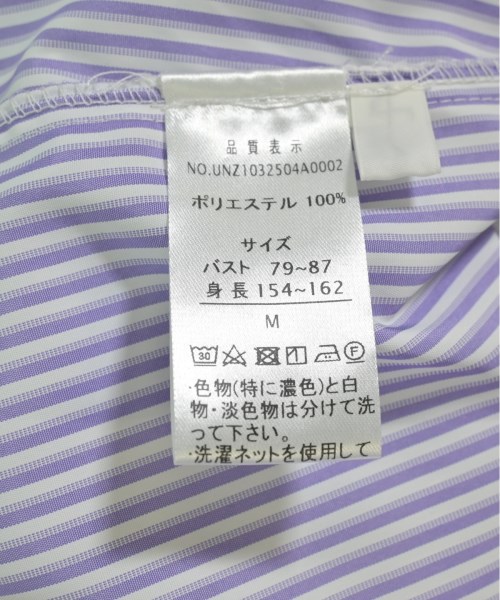 品質表示
NO.UNZ1032504A0002
ポリエステル 100%
サイズ
バスト 79~87
身長 154~162
M
30 F
·色物(特に濃色)と白
物·淡色物は分けて洗
って下さい。
·洗濯ネットを使用して